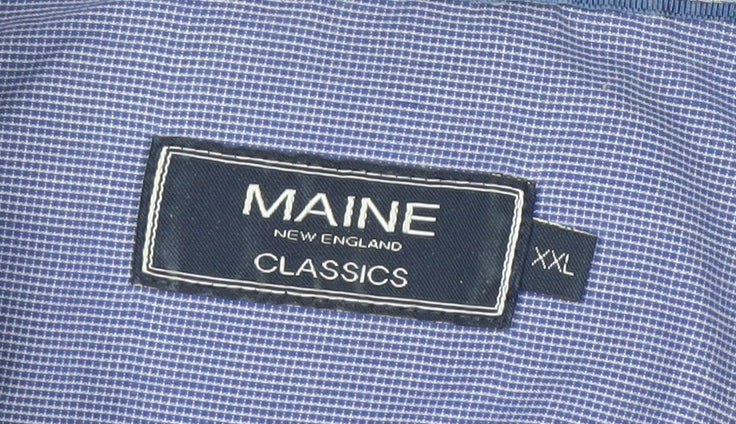 MAINE
NEW ENGLAND
CLASSICS
XXL